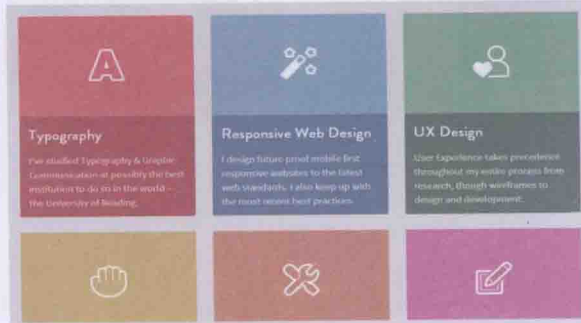 A
Typography
I've studied Typography & Graphic
Communication at possibly the best
institution to do so in the world –
the University of Reading.
Responsive Web Design
I design future proof mobile first
responsive websites to the latest
web standards. I also keep up with
the most recent best practices.
UX Design
User Experience takes precedence
throughout my entire process from
research, though wireframes to
design and development.